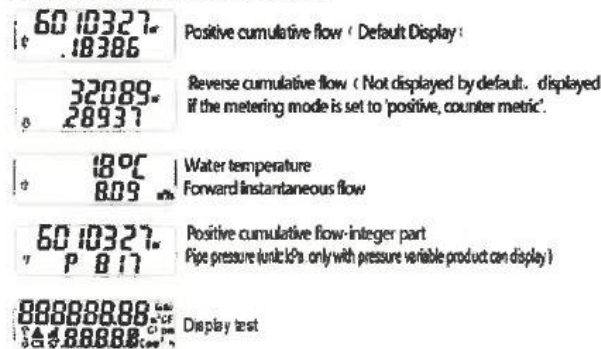 6010327.
.18386
Positive cumulative flow ( Default Display :
32089.
.28937
Reverse cumulative flow ( Not displayed by default, displayed
if the metering mode is set to 'positive, counter metric'.
18°C
8.09
Water temperature
Forward instantaneous flow
6010327.
P 817
Positive cumulative flow-integer part
Pipe pressure (unit: kPa, only with pressure variable product can display )
88888888
88888
Display test